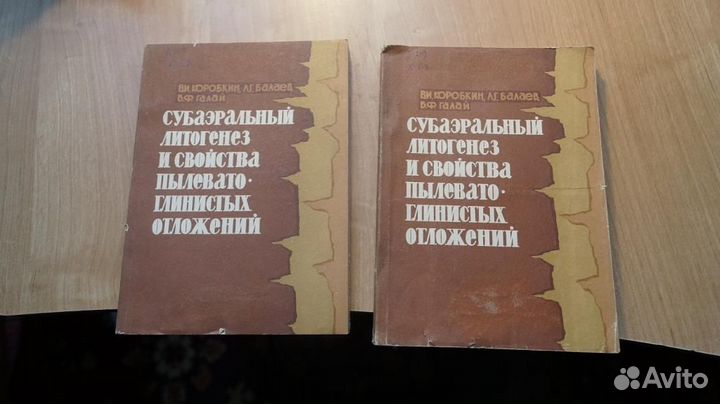 В.И. КОРОБКИН, Л.Г. БАЛАЕВ,
Б.Ф. ГАЛАЙ
СУБАЭРАЛЬНЫЙ
ЛИТОГЕНЕЗ
И СВОЙСТВА
ПЫЛЕВАТО-
ГЛИНИСТЫХ
ОТЛОЖЕНИЙ
В.И. КОРОБКИН, Л.Г. БАЛАЕВ,
Б.Ф. ГАЛАЙ
СУБАЭРАЛЬНЫЙ
ЛИТОГЕНЕЗ
И СВОЙСТВА
ПЫЛЕВАТО-
ГЛИНИСТЫХ
ОТЛОЖЕНИЙ
Avito